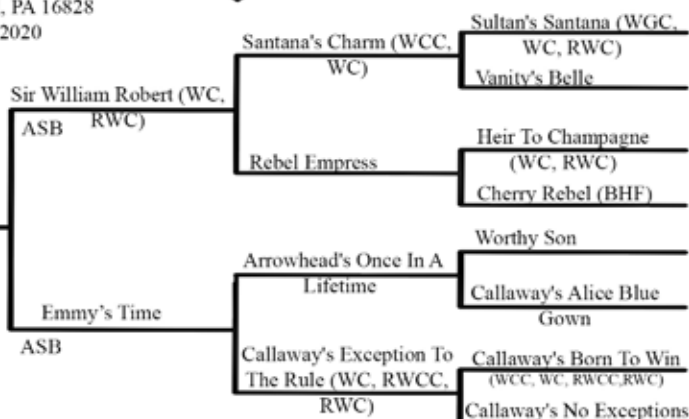 , PA 16828
2020
Sultan's Santana (WGC,
WC, RWC)
Santana's Charm (WCC,
WC)
Vanity's Belle
Sir William Robert (WC,
RWC)
ASB
Heir To Champagne
(WC, RWC)
Rebel Empress
Cherry Rebel (BHF)
Worthy Son
Arrowhead's Once In A
Lifetime
Callaway's Alice Blue
Gown
Emmy’s Time
ASB
Callaway's Exception To
The Rule (WC, RWCC,
RWC)
Callaway's Born To Win
(WCC, WC, RWCC,RWC)
Callaway's No Exceptions